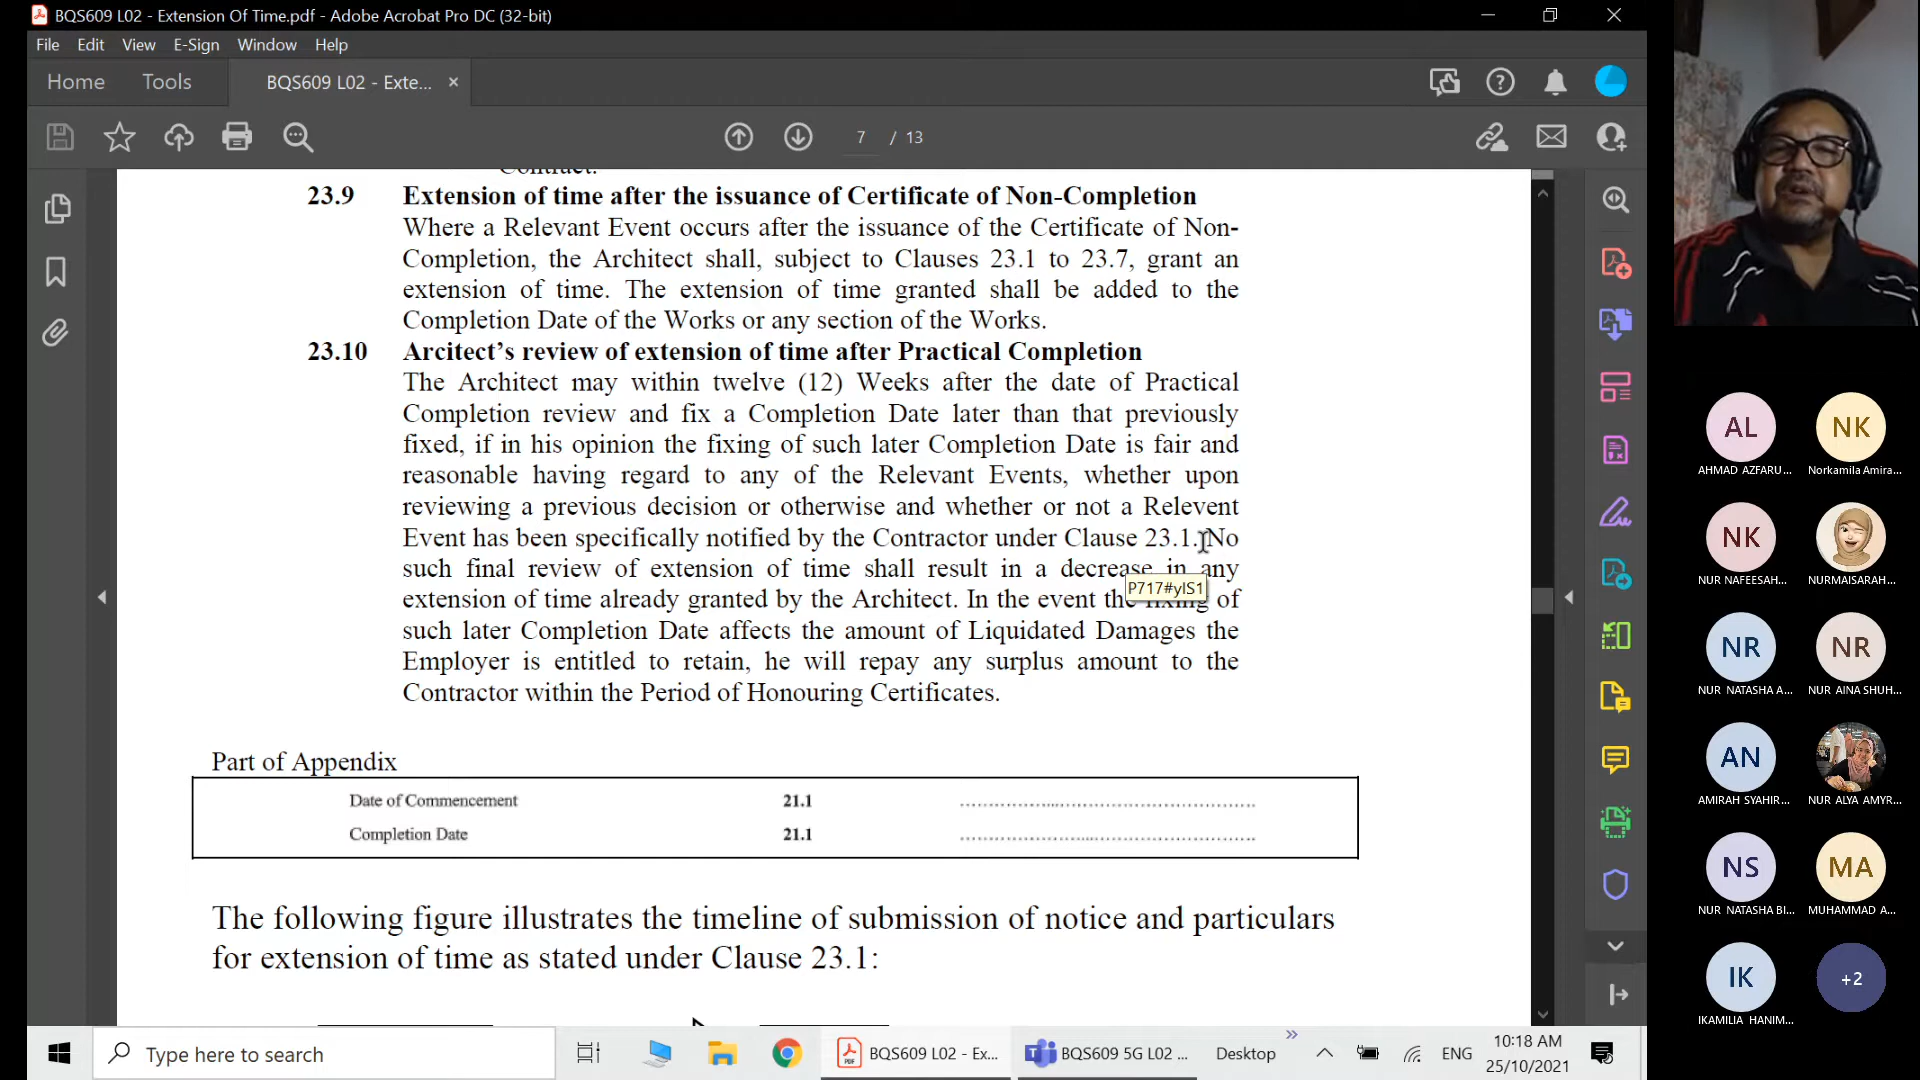 BQS609 L02 - Extension Of Time.pdf - Adobe Acrobat Pro DC (32-bit)
File Edit View E-Sign Window Help
Home Tools BQS609 L02 - Exte... ×
7 / 13
Contract.
23.9 Extension of time after the issuance of Certificate of Non-Completion
Where a Relevant Event occurs after the issuance of the Certificate of Non-
Completion, the Architect shall, subject to Clauses 23.1 to 23.7, grant an
extension of time. The extension of time granted shall be added to the
Completion Date of the Works or any section of the Works.
23.10 Arcitect's review of extension of time after Practical Completion
The Architect may within twelve (12) Weeks after the date of Practical
Completion review and fix a Completion Date later than that previously
fixed, if in his opinion the fixing of such later Completion Date is fair and
reasonable having regard to any of the Relevant Events, whether upon
reviewing a previous decision or otherwise and whether or not a Relevent
Event has been specifically notified by the Contractor under Clause 23.1. No
such final review of extension of time shall result in a decrease in any
P717#yIS1
extension of time already granted by the Architect. In the event the fixing of
such later Completion Date affects the amount of Liquidated Damages the
Employer is entitled to retain, he will repay any surplus amount to the
Contractor within the Period of Honouring Certificates.
Part of Appendix
Date of Commencement 21.1 ................................................
Completion Date 21.1 ................................................
The following figure illustrates the timeline of submission of notice and particulars
for extension of time as stated under Clause 23.1:
AL NK
AHMAD AZFARU... Norkamila Amira...
NK
NUR NAFEESAH... NURMAISARAH...
NR NR
NUR NATASHA A... NUR AINA SHUH...
AN
AMIRAH SYAHIR... NUR ALYA AMYR...
NS MA
NUR NATASHA BI... MUHAMMAD A...
IK +2
IKAMILIA HANIM...
Type here to search
BQS609 L02 - Ex...
BQS609 5G L02 ...
Desktop
ENG
10:18 AM
25/10/2021